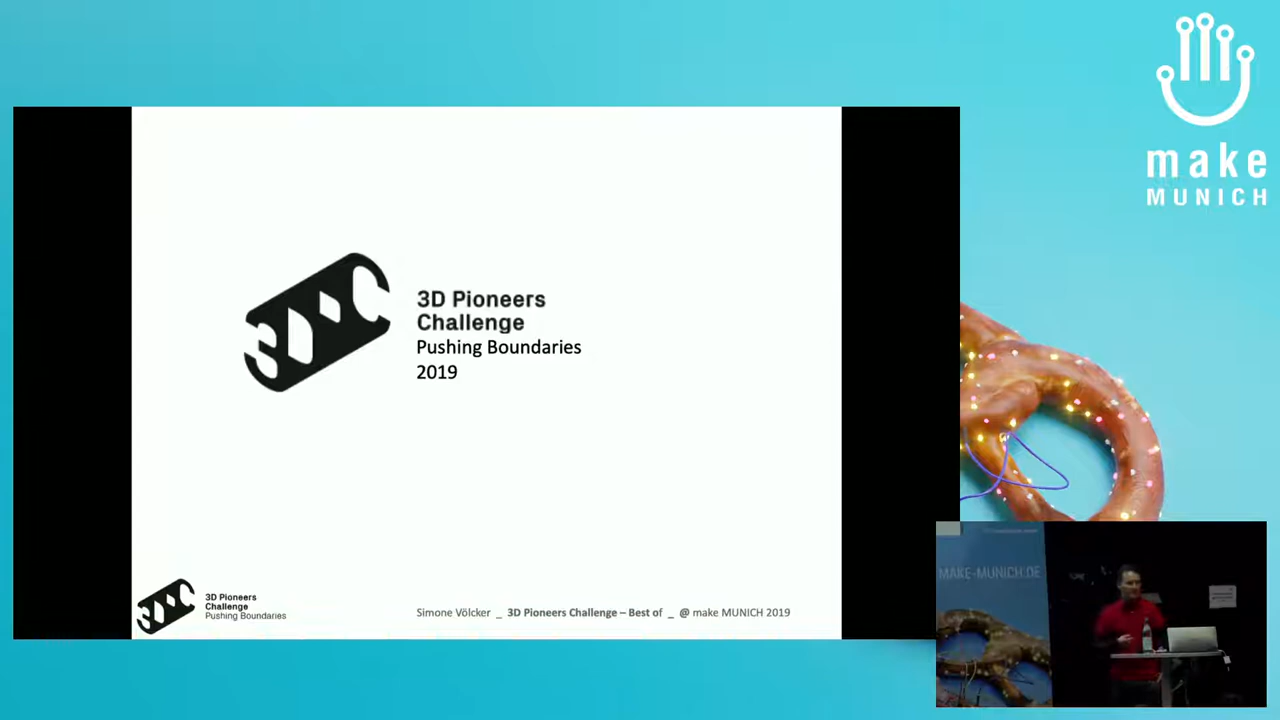 make
MUNICH
3D Pioneers
Challenge
Pushing Boundaries
2019
3D Pioneers
Challenge
Pushing Boundaries
Simone Völcker _ 3D Pioneers Challenge – Best of _ @ make MUNICH 2019
MAKE-MUNICH.DE